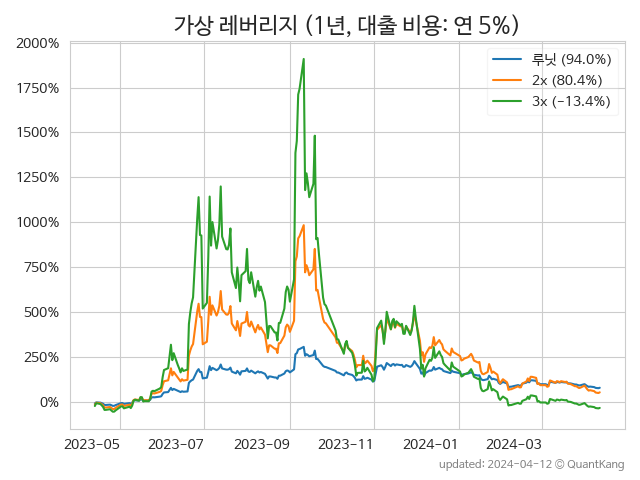 가상 레버리지 (1년, 대출 비용: 연 5%)
2000%
1750%
1500%
1250%
1000%
750%
500%
250%
0%
루닛 (94.0%)
2x (80.4%)
3x (−13.4%)
2023-05 2023-07 2023-09 2023-11 2024-01 2024-03
updated: 2024-04-12 © QuantKang